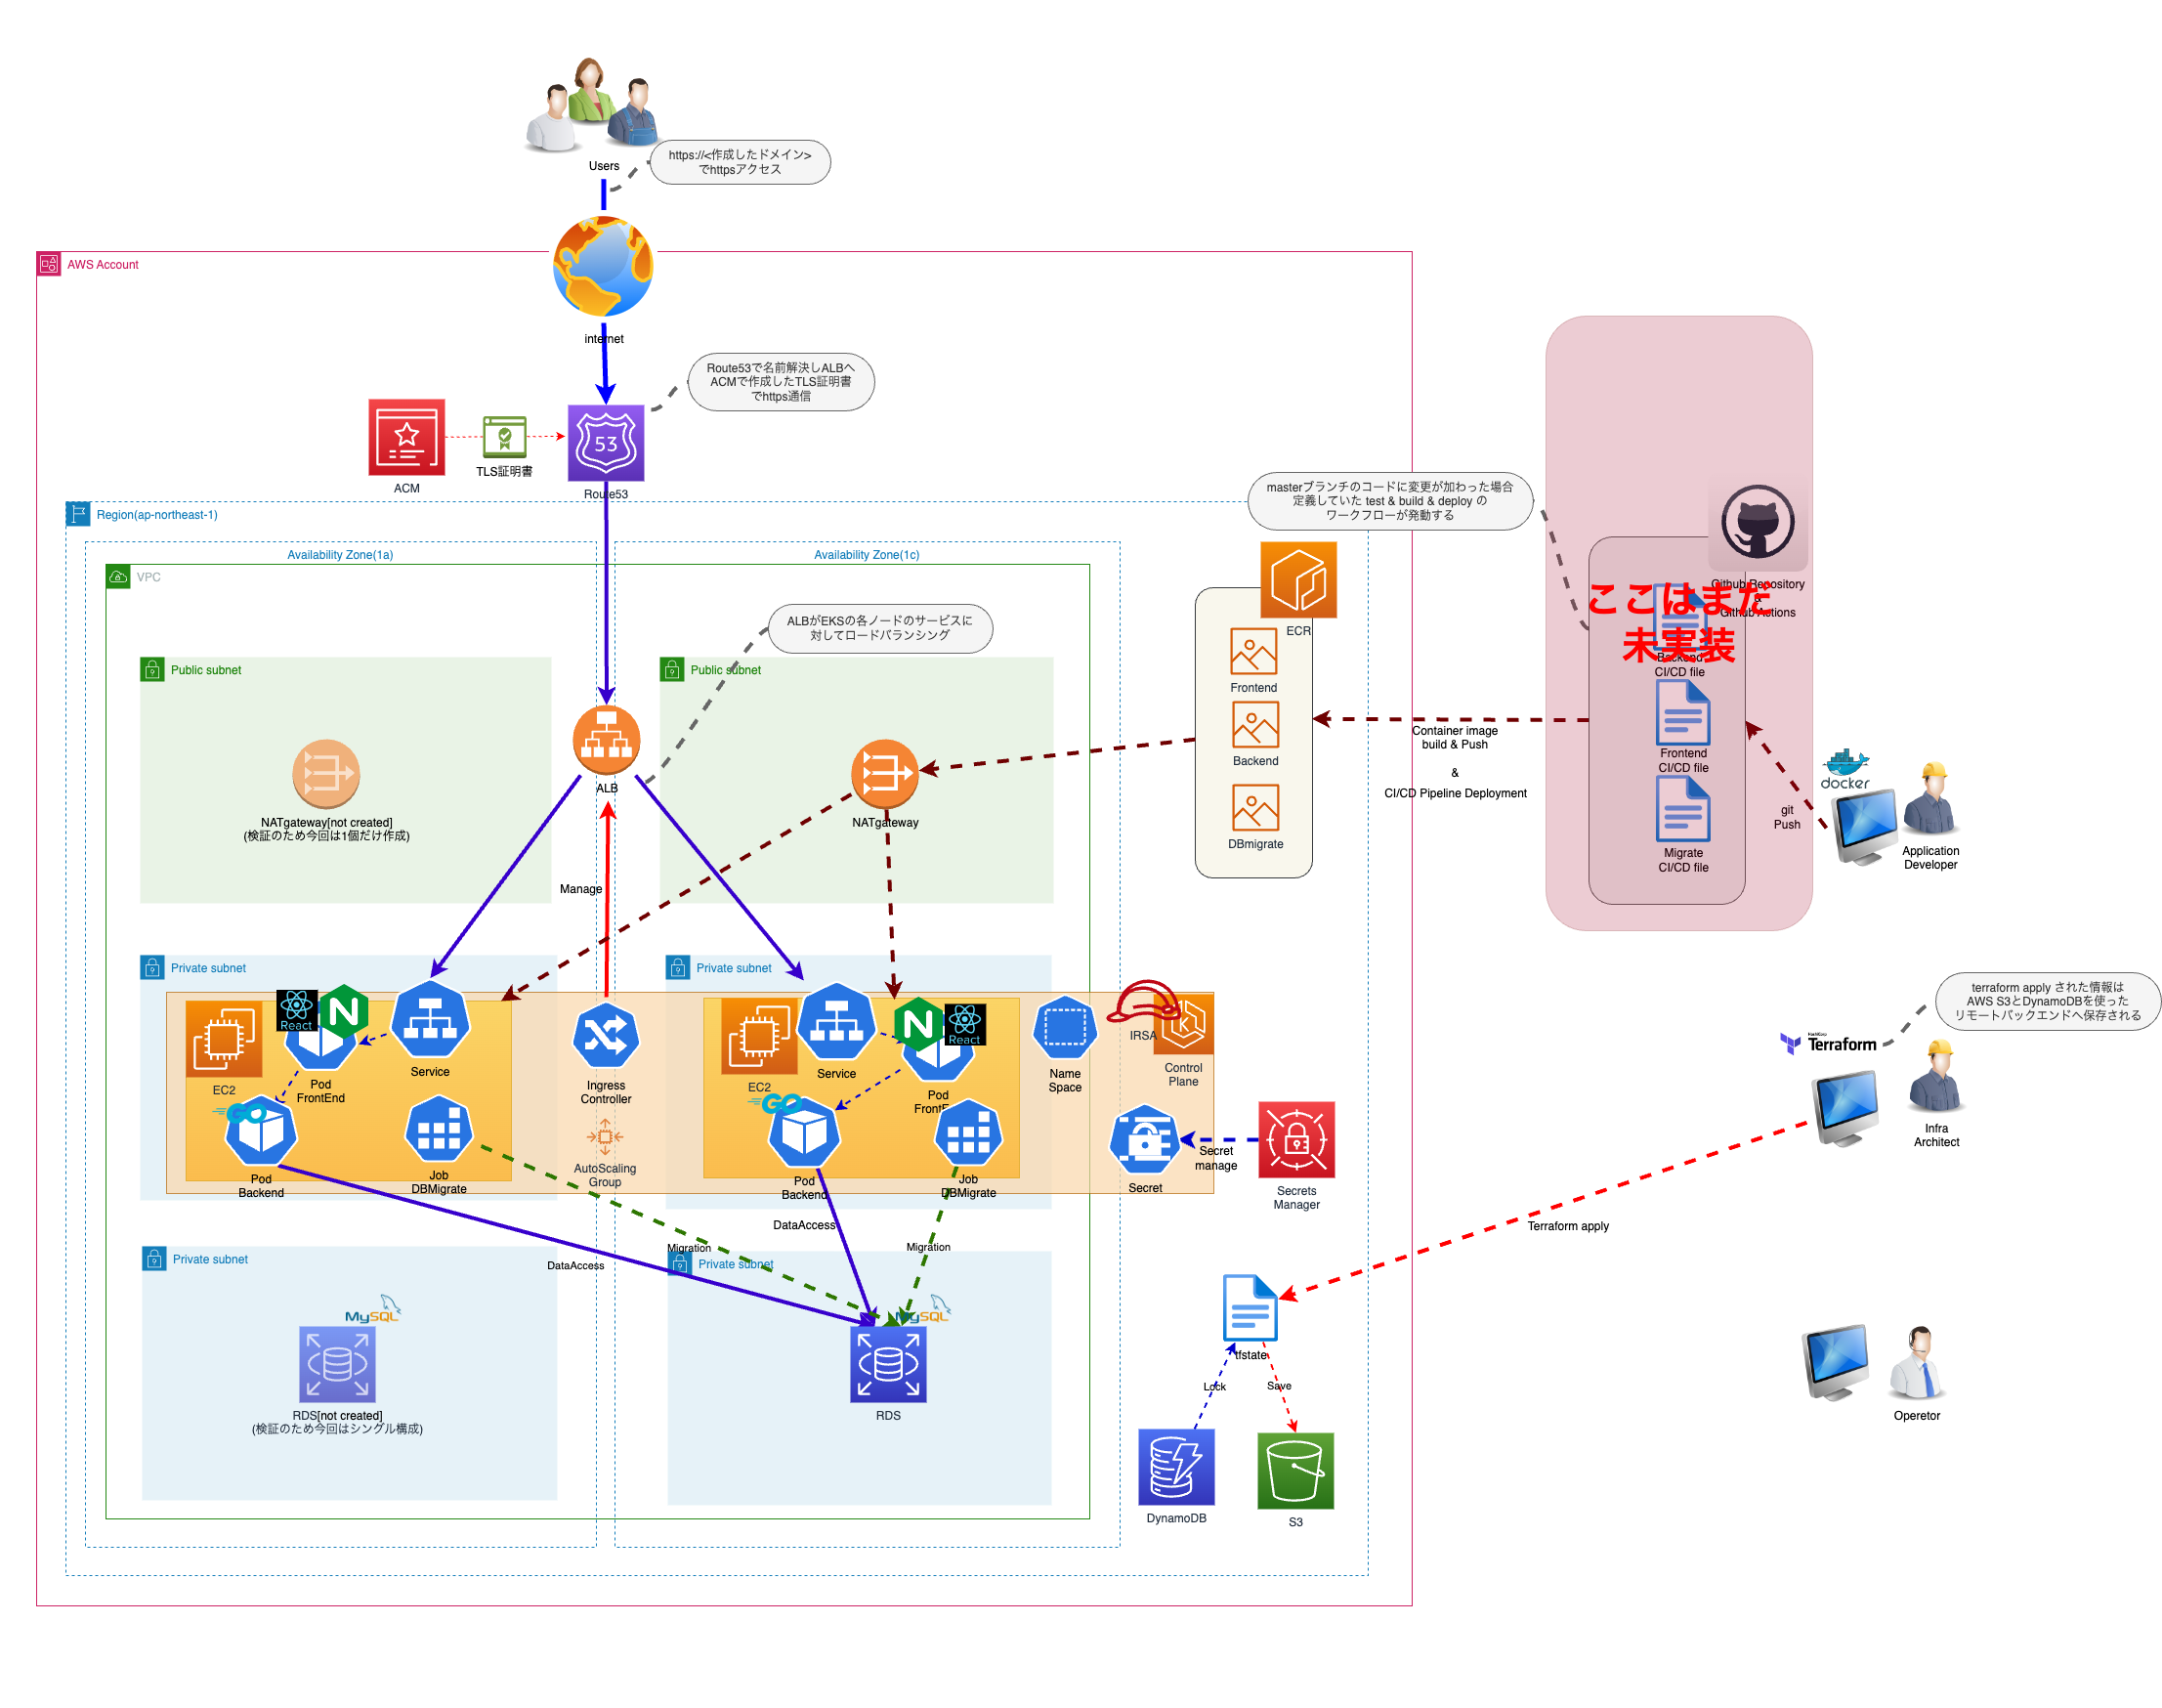 Users
https://<作成したドメイン>
でhttpsアクセス
AWS Account
internet
Route53で名前解決しALBへ
ACMで作成したTLS証明書
でhttps通信
53
TLS証明書
ACM
Route53
masterブランチのコードに変更が加わった場合
定義していた test & build & deploy の
ワークフローが発動する
Region(ap-northeast-1)
Availability Zone(1a)
Availability Zone(1c)
VPC
Github Repository
&
Github Actions
ここはまだ
未実装
ALBがEKSの各ノードのサービスに
対してロードバランシング
ECR
Public subnet
Public subnet
Frontend
Backend
CI/CD file
Container image
build & Push
&
CI/CD Pipeline Deployment
Backend
Frontend
CI/CD file
docker
ALB
NATgateway[not created]
(検証のため今回は1個だけ作成)
NATgateway
DBmigrate
git
Push
Migrate
CI/CD file
Application
Developer
Manage
Private subnet
Private subnet
terraform apply された情報は
AWS S3とDynamoDBを使った
リモートバックエンドへ保存される
React
N
N
React
IRSA
K
HashiCorp
Terraform
EC2
Pod
FrontEnd
Service
Ingress
Controller
EC2
Service
Pod
FrontE
Name
Space
Control
Plane
GO
GO
Infra
Architect
AutoScaling
Group
Secret
manage
Pod
Backend
Job
DBMigrate
Pod
Backend
Job
DBMigrate
Secret
Secrets
Manager
DataAccess
Terraform apply
Migration
Migration
DataAccess
Private subnet
Private subnet
MySQL
MySQL
tfstate
Lock
Save
RDS[not created]
(検証のため今回はシングル構成)
RDS
Operetor
DynamoDB
S3